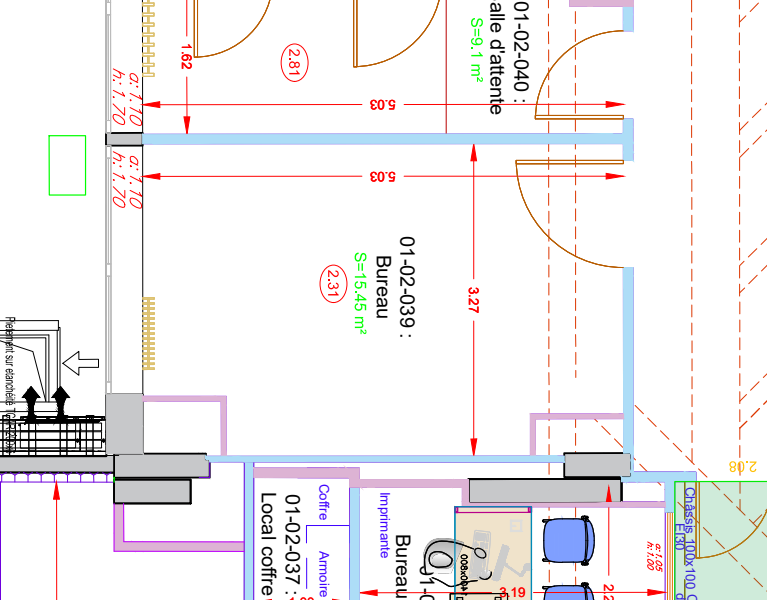 01-02-040 :
alle d'attente
S=9.1 m²
2.81
1.62
5.03
a:1.10
h:1.70
a:1.10
h:1.70
5.03
01-02-039 :
Bureau
S=15.45 m²
2.31
3.27
2.08
01-02-037 :
Local coffre
Coffre
Armoire
Imprimante
Bureau
3.19
a:1.05
h:1.00
Châssis 100x100
EI30